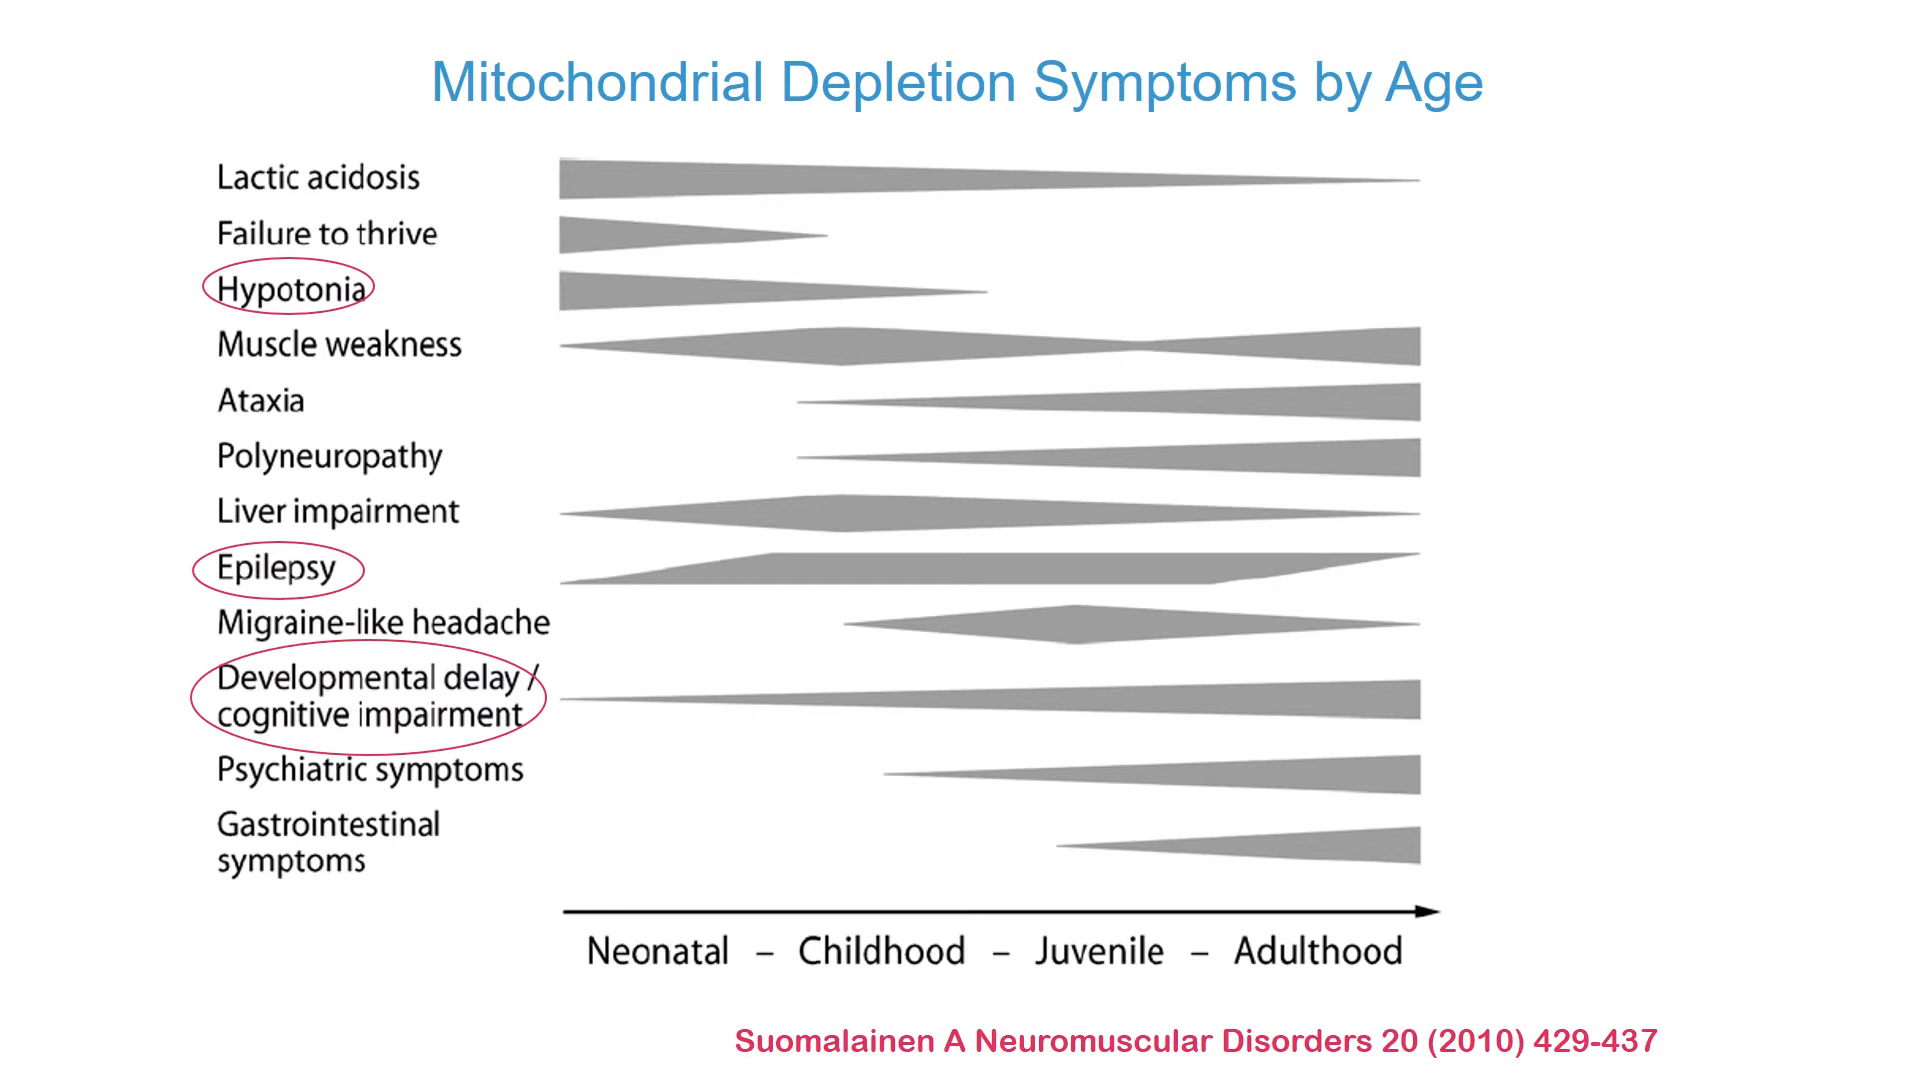 Mitochondrial Depletion Symptoms by Age
Lactic acidosis
Failure to thrive
Hypotonia
Muscle weakness
Ataxia
Polyneuropathy
Liver impairment
Epilepsy
Migraine-like headache
Developmental delay /
cognitive impairment
Psychiatric symptoms
Gastrointestinal
symptoms
Neonatal – Childhood – Juvenile – Adulthood
Suomalainen A Neuromuscular Disorders 20 (2010) 429-437